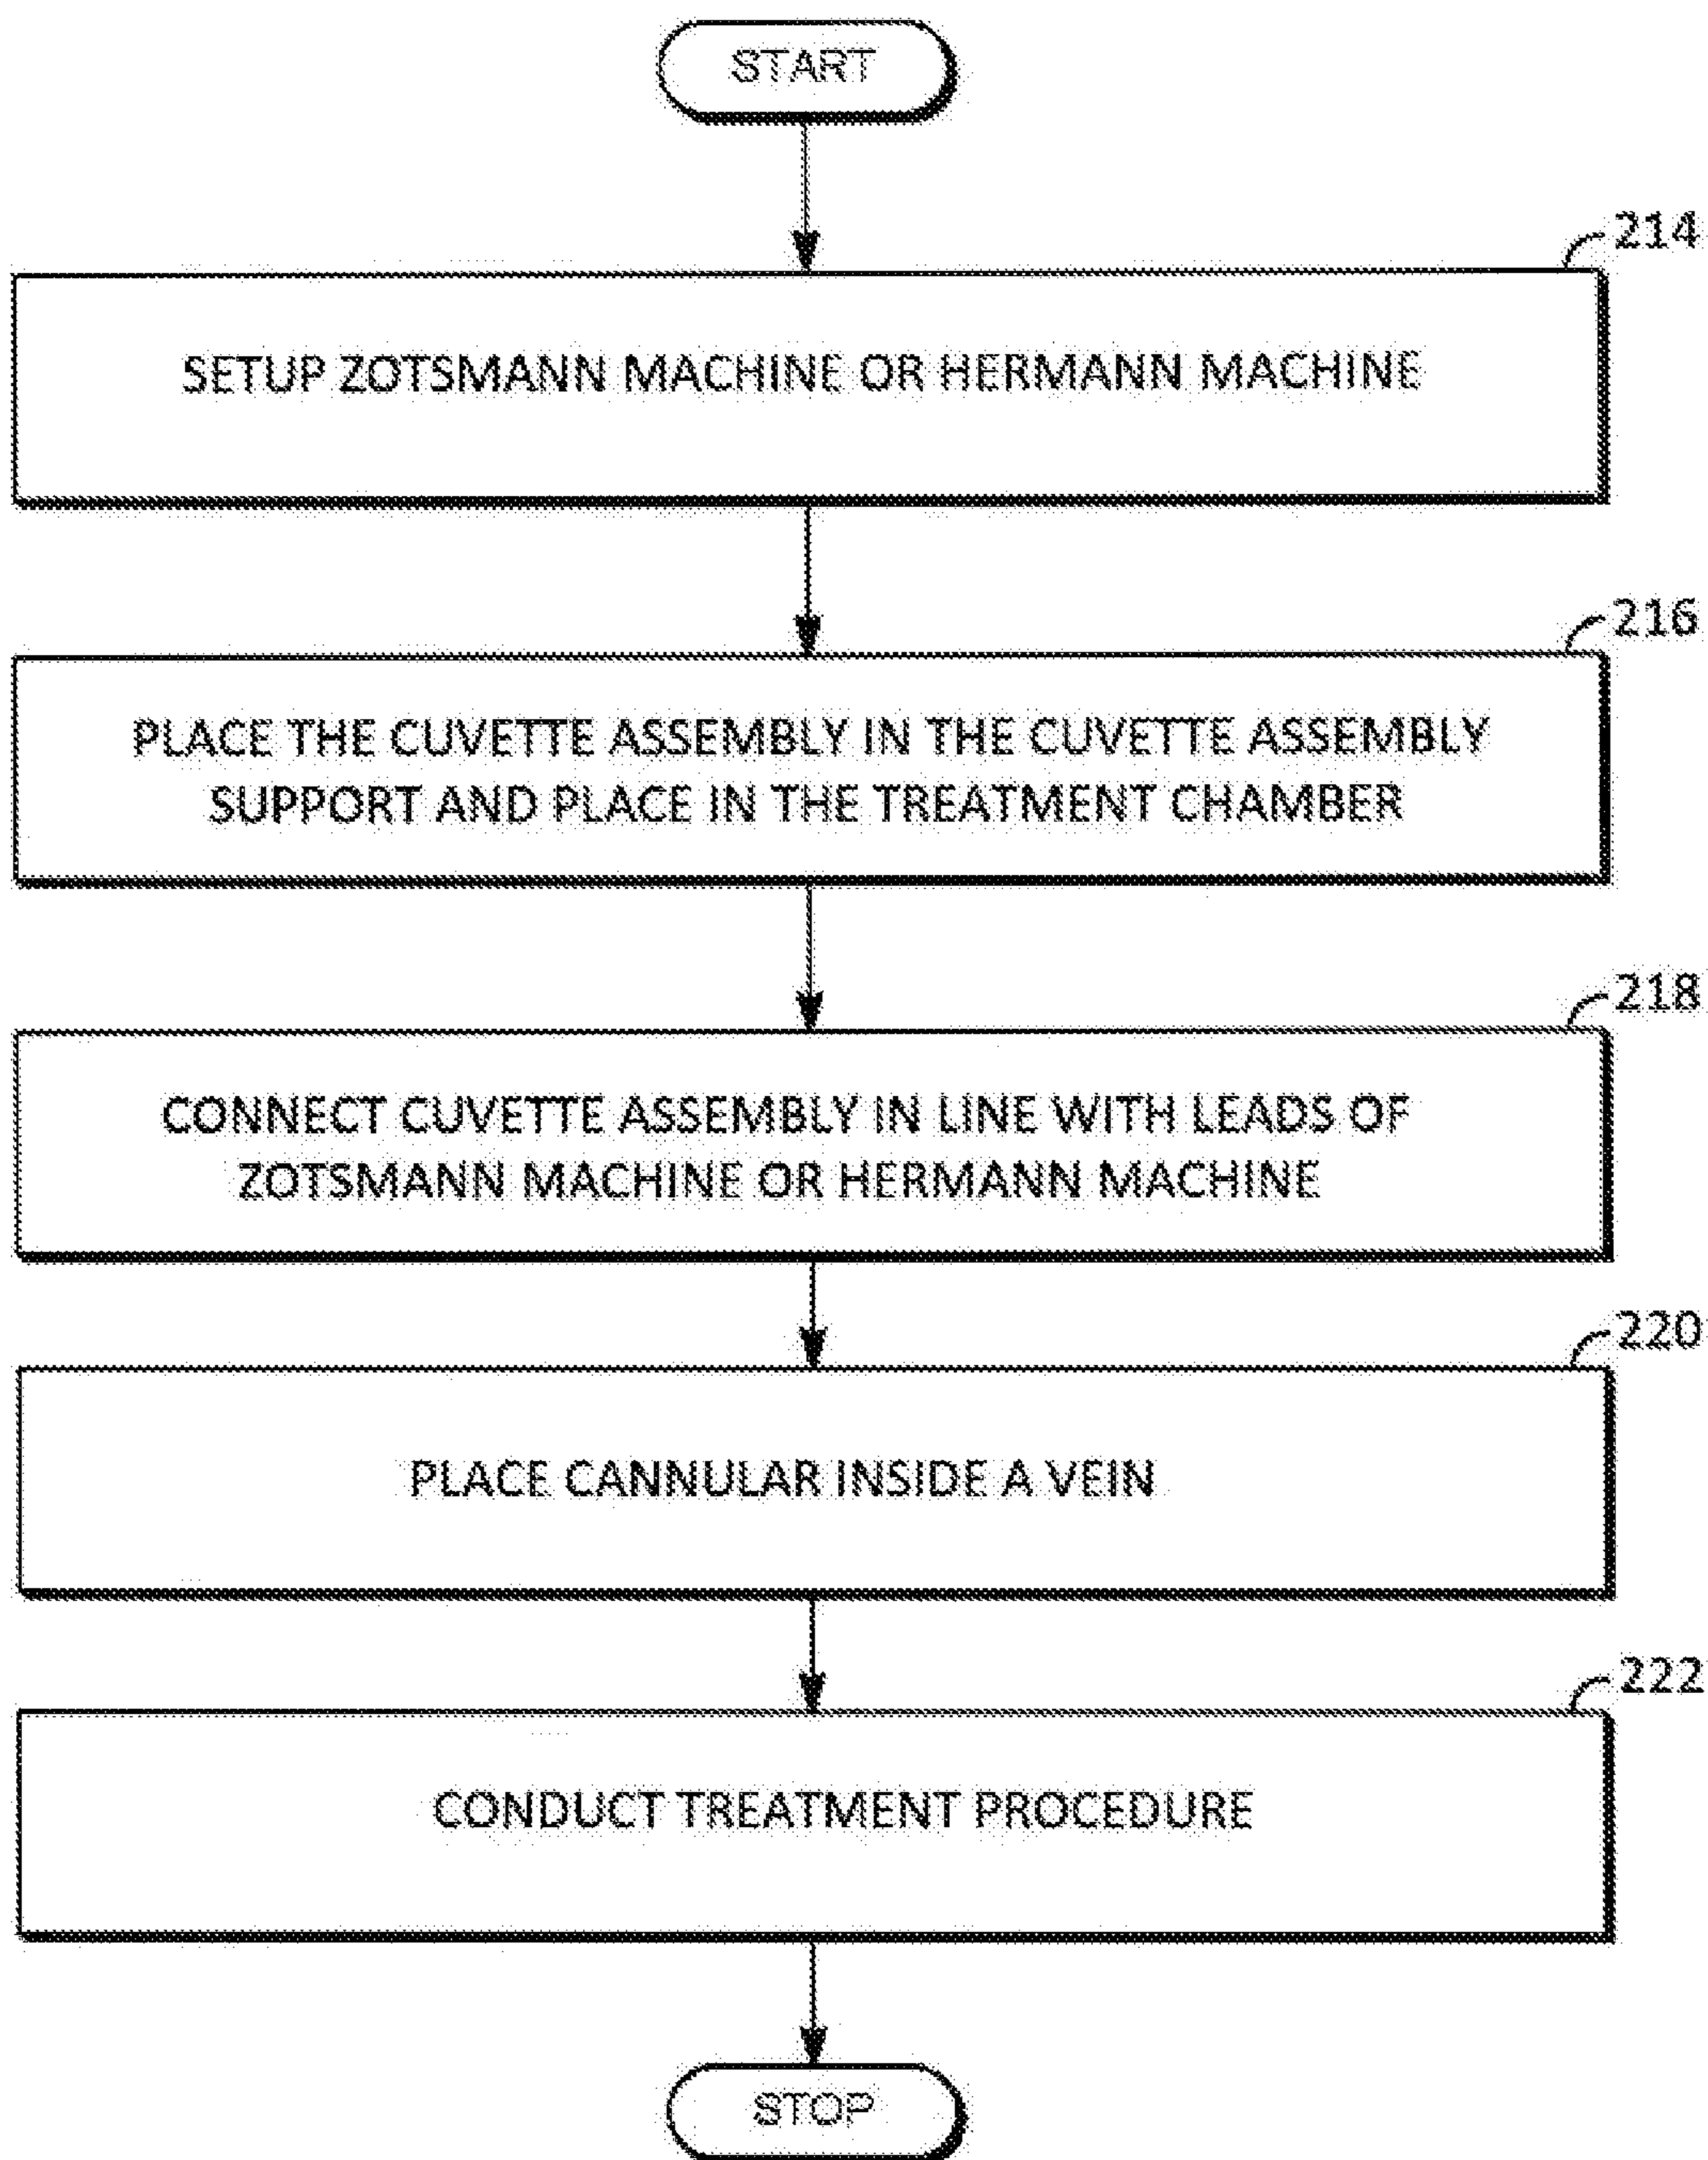 START
214
SETUP ZOTSMANN MACHINE OR HERMANN MACHINE
216
PLACE THE CUVETTE ASSEMBLY IN THE CUVETTE ASSEMBLY
SUPPORT AND PLACE IN THE TREATMENT CHAMBER
218
CONNECT CUVETTE ASSEMBLY IN LINE WITH LEADS OF
ZOTSMANN MACHINE OR HERMANN MACHINE
220
PLACE CANNULAR INSIDE A VEIN
222
CONDUCT TREATMENT PROCEDURE
STOP